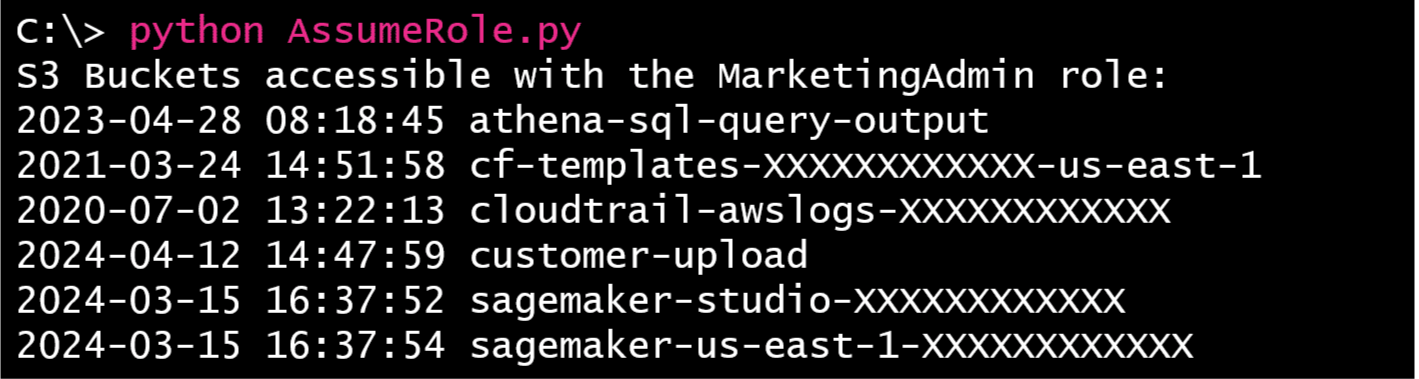 C:\> python AssumeRole.py
S3 Buckets accessible with the MarketingAdmin role:
2023-04-28 08:18:45 athena-sql-query-output
2021-03-24 14:51:58 cf-templates-XXXXXXXXXXXX-us-east-1
2020-07-02 13:22:13 cloudtrail-awslogs-XXXXXXXXXXXX
2024-04-12 14:47:59 customer-upload
2024-03-15 16:37:52 sagemaker-studio-XXXXXXXXXXXX
2024-03-15 16:37:54 sagemaker-us-east-1-XXXXXXXXXXXX